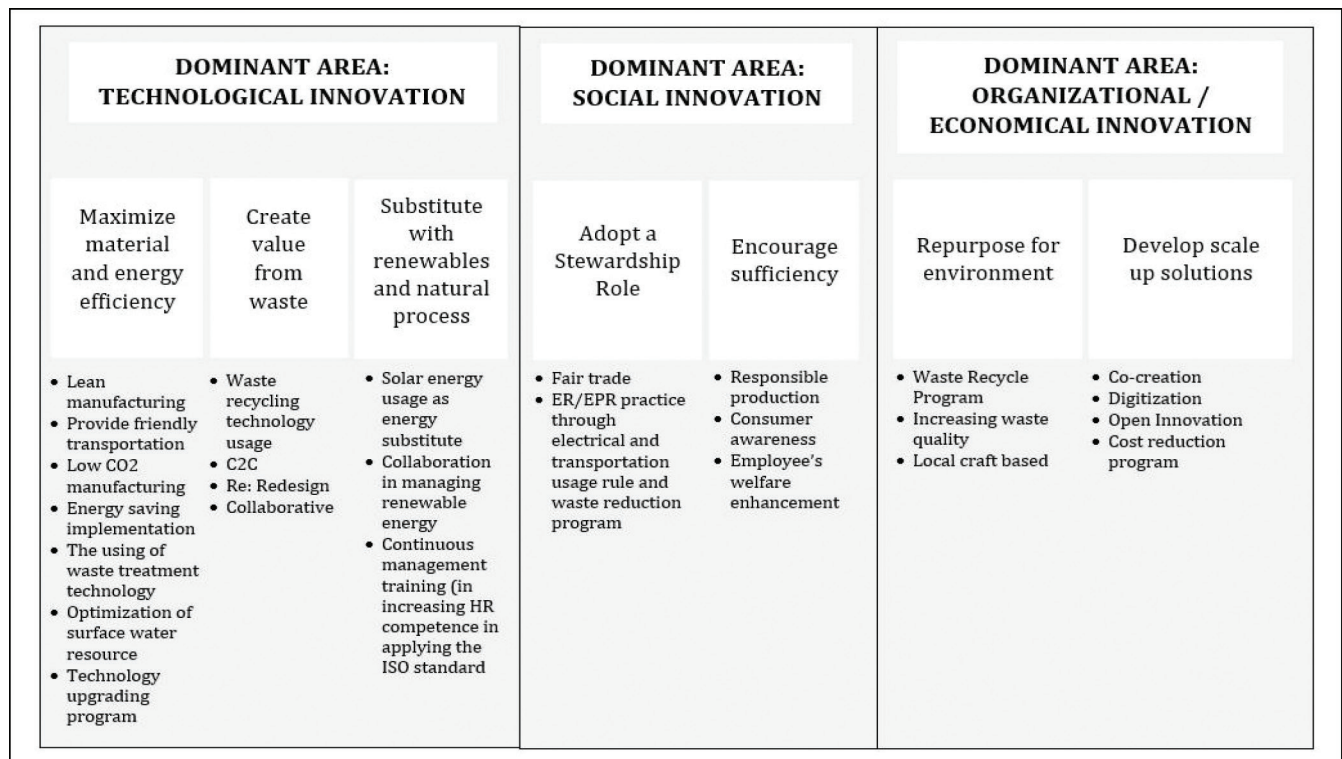 DOMINANT AREA:
TECHNOLOGICAL INNOVATION
Maximize
material
and energy
efficiency
• Lean
manufacturing
• Provide friendly
transportation
• Low CO2
manufacturing
• Energy saving
implementation
• The using of
waste treatment
technology
• Optimization of
surface water
resource
• Technology
upgrading
program
Create
value
from
waste
• Waste
recycling
technology
usage
• C2C
• Re: Redesign
• Collaborative
Substitute
with
renewables
and natural
process
• Solar energy
usage as
energy
substitute
• Collaboration
in managing
renewable
energy
• Continuous
management
training (in
increasing HR
competence in
applying the
ISO standard
DOMINANT AREA:
SOCIAL INNOVATION
Adopt a
Stewardship
Role
• Fair trade
• ER/EPR practice
through
electrical and
transportation
usage rule and
waste reduction
program
Encourage
sufficiency
• Responsible
production
• Consumer
awareness
• Employee's
welfare
enhancement
DOMINANT AREA:
ORGANIZATIONAL /
ECONOMICAL INNOVATION
Repurpose for
environment
• Waste Recycle
Program
• Increasing waste
quality
• Local craft based
Develop scale
up solutions
• Co-creation
• Digitization
• Open Innovation
• Cost reduction
program